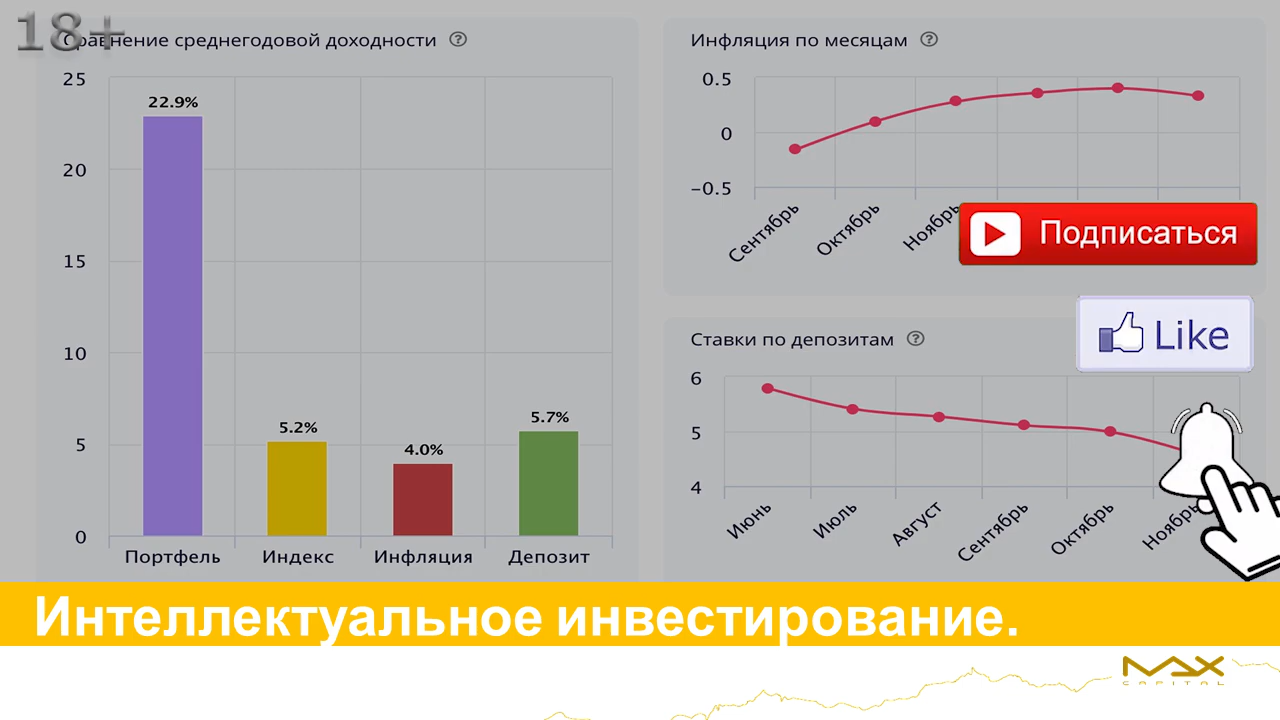 18+
Сравнение среднегодовой доходности ?
25
20
15
10
5
0
22.9%
5.2%
4.0%
5.7%
Портфель Индекс Инфляция Депозит
Инфляция по месяцам ?
0.5
0
−0.5
Сентябрь Октябрь Ноябрь
Подписаться
Like
Ставки по депозитам ?
6
5
4
Июнь Июль Август Сентябрь Октябрь Ноябрь
Интеллектуальное инвестирование.
MAX
CAPITAL